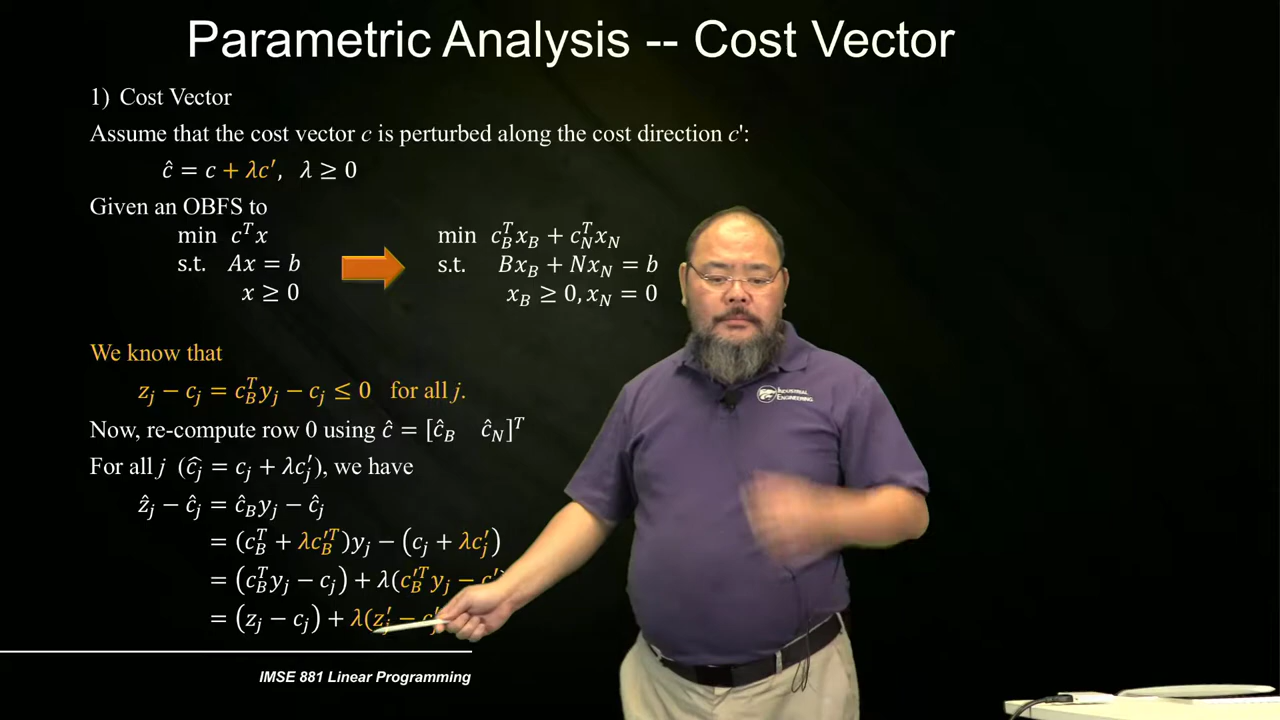 Parametric Analysis -- Cost Vector
1) Cost Vector
Assume that the cost vector c is perturbed along the cost direction c':
ĉ = c + λc′, λ ≥ 0
Given an OBFS to
min cᵀx
s.t. Ax = b
x ≥ 0
min c_B^T x_B + c_N^T x_N
s.t. Bx_B + Nx_N = b
x_B ≥ 0, x_N = 0
We know that
z_j − c_j = c_B^T y_j − c_j ≤ 0 for all j.
Now, re-compute row 0 using ĉ = [ĉ_B ĉ_N]^T
For all j (ĉ_j = c_j + λc′_j), we have
ẑ_j − ĉ_j = ĉ_B y_j − ĉ_j
= (c_B^T + λc′_B^T)y_j − (c_j + λc′_j)
= (c_B^T y_j − c_j) + λ(c′_B^T y_j − c′
= (z_j − c_j) + λ(z′_j − c′
INDUSTRIAL
ENGINEERING
IMSE 881 Linear Programming